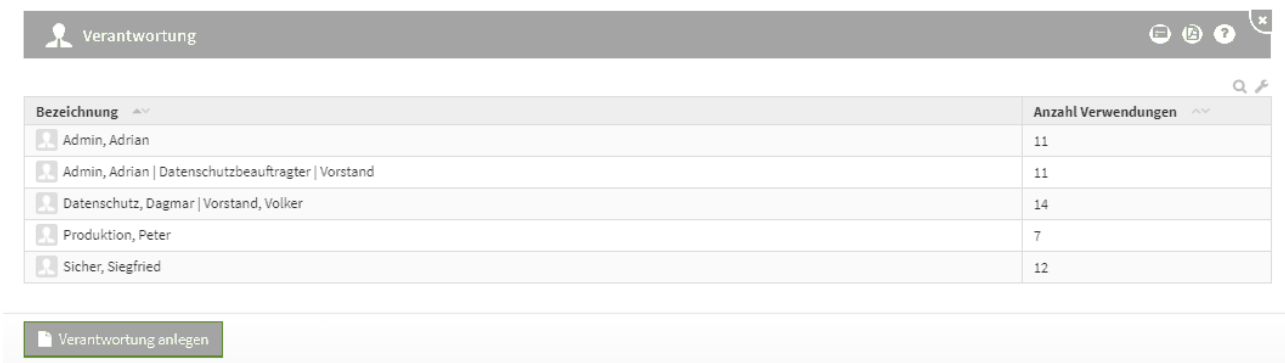 Verantwortung
Bezeichnung Anzahl Verwendungen
Admin, Adrian 11
Admin, Adrian | Datenschutzbeauftragter | Vorstand 11
Datenschutz, Dagmar | Vorstand, Volker 14
Produktion, Peter 7
Sicher, Siegfried 12
Verantwortung anlegen